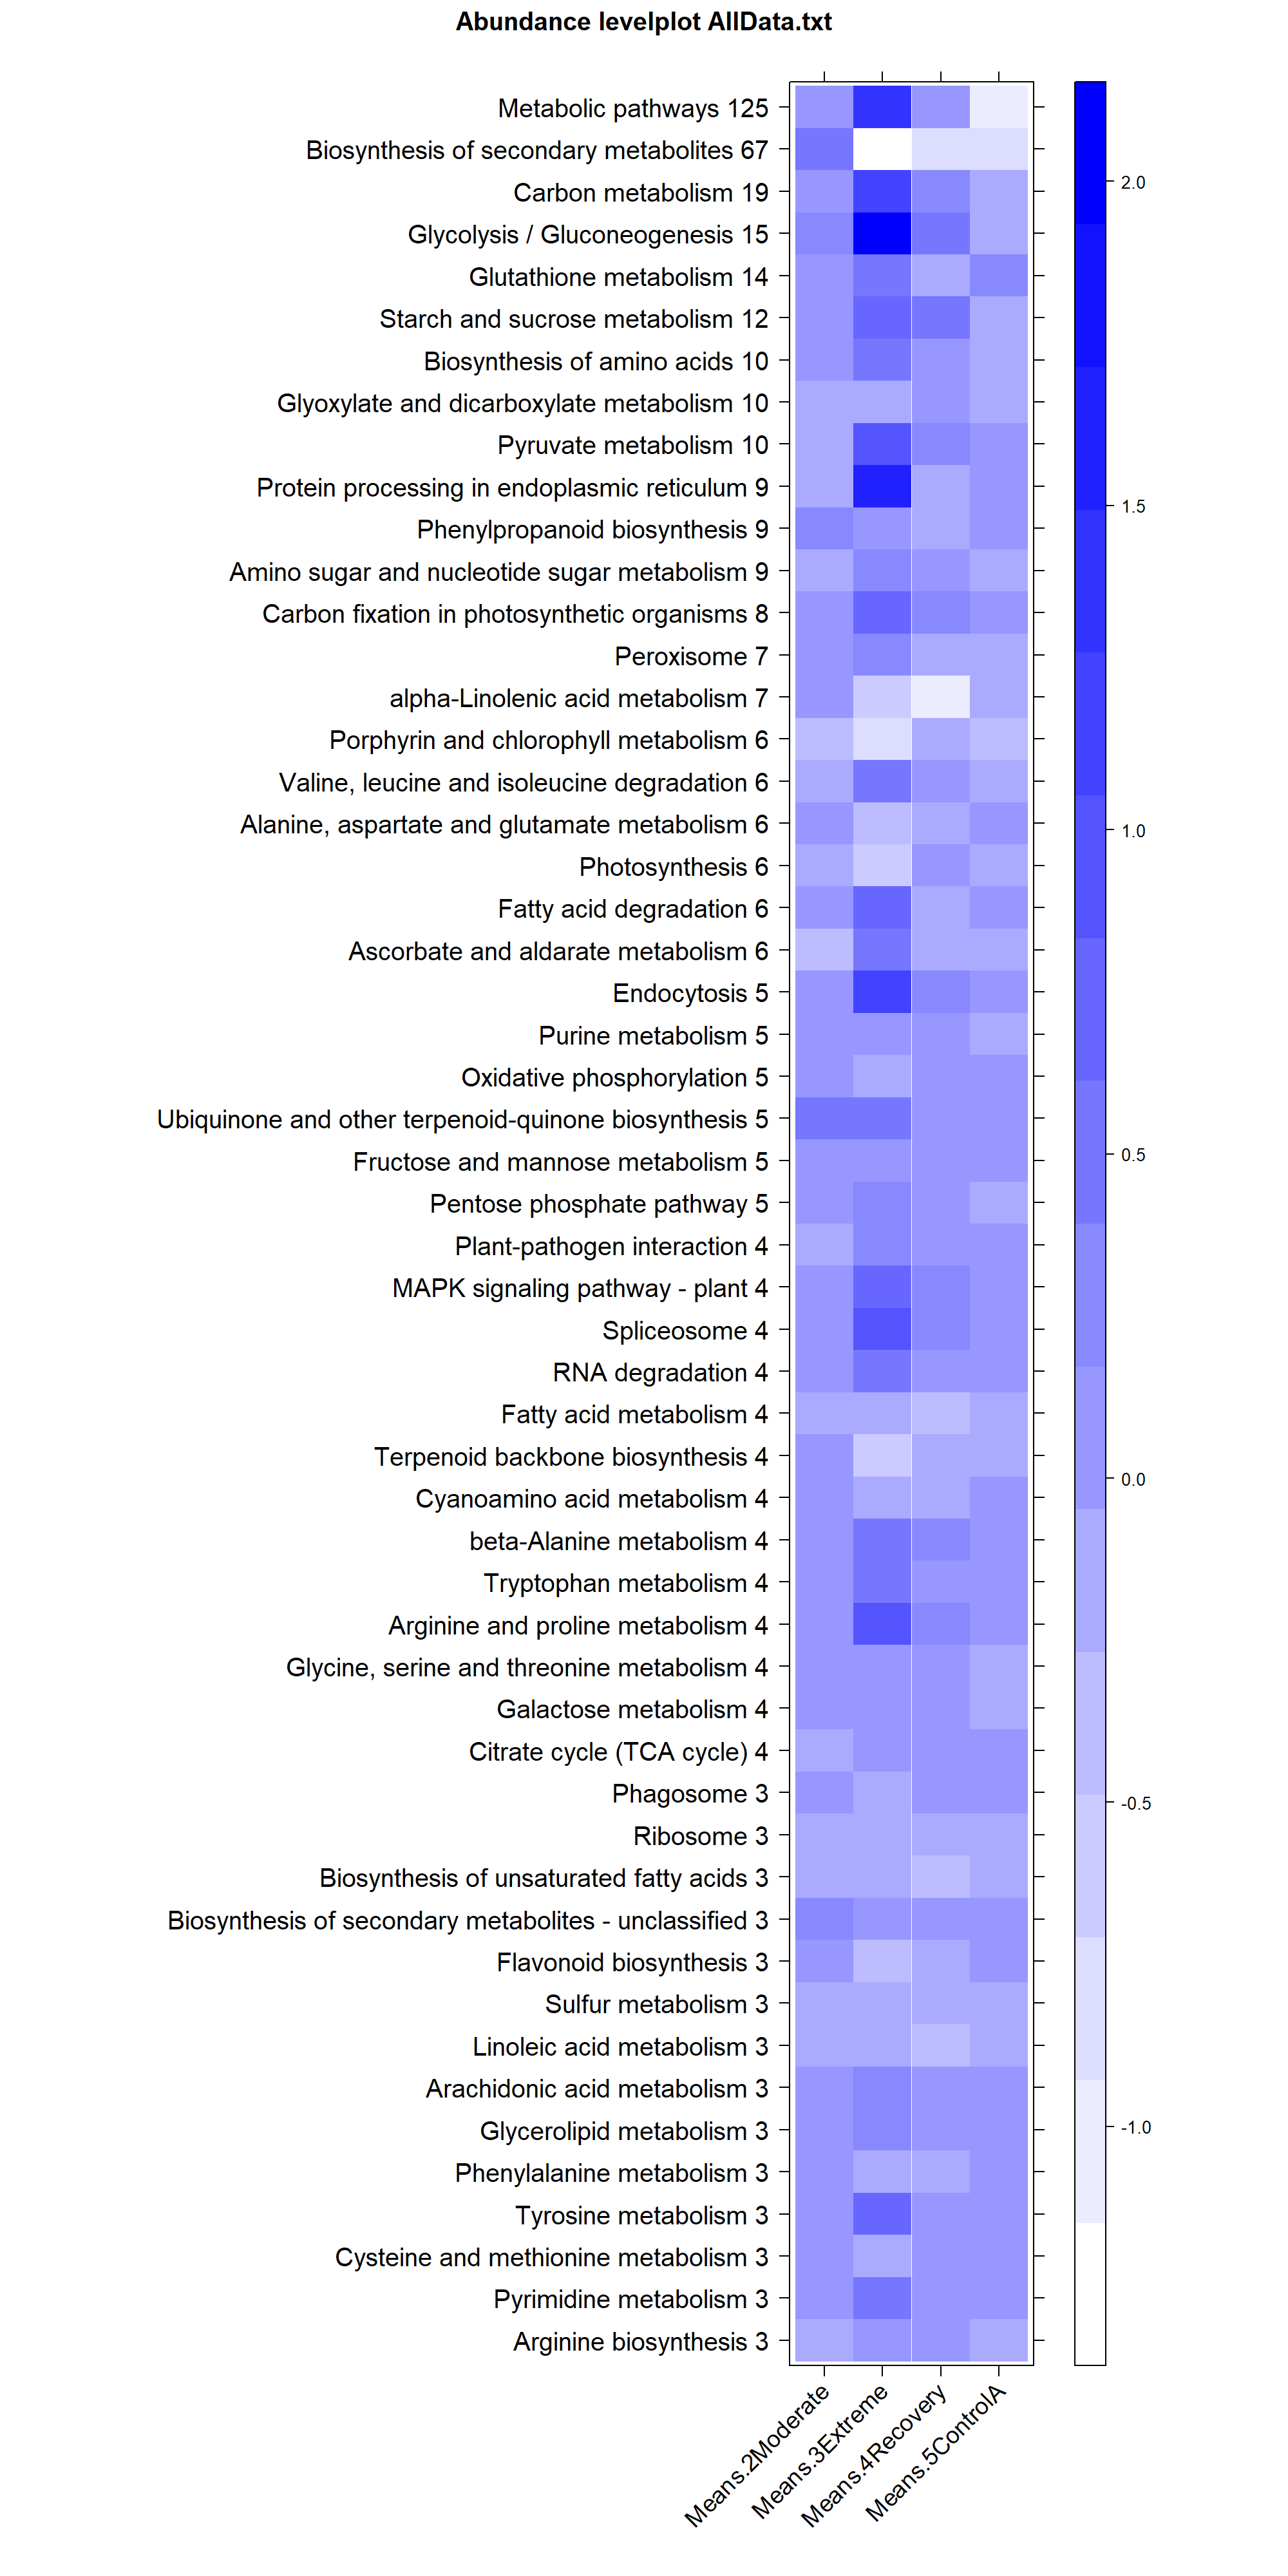 Abundance levelplot AllData.txt
Metabolic pathways 125
Biosynthesis of secondary metabolites 67
Carbon metabolism 19
Glycolysis / Gluconeogenesis 15
Glutathione metabolism 14
Starch and sucrose metabolism 12
Biosynthesis of amino acids 10
Glyoxylate and dicarboxylate metabolism 10
Pyruvate metabolism 10
Protein processing in endoplasmic reticulum 9
Phenylpropanoid biosynthesis 9
Amino sugar and nucleotide sugar metabolism 9
Carbon fixation in photosynthetic organisms 8
Peroxisome 7
alpha-Linolenic acid metabolism 7
Porphyrin and chlorophyll metabolism 6
Valine, leucine and isoleucine degradation 6
Alanine, aspartate and glutamate metabolism 6
Photosynthesis 6
Fatty acid degradation 6
Ascorbate and aldarate metabolism 6
Endocytosis 5
Purine metabolism 5
Oxidative phosphorylation 5
Ubiquinone and other terpenoid-quinone biosynthesis 5
Fructose and mannose metabolism 5
Pentose phosphate pathway 5
Plant-pathogen interaction 4
MAPK signaling pathway - plant 4
Spliceosome 4
RNA degradation 4
Fatty acid metabolism 4
Terpenoid backbone biosynthesis 4
Cyanoamino acid metabolism 4
beta-Alanine metabolism 4
Tryptophan metabolism 4
Arginine and proline metabolism 4
Glycine, serine and threonine metabolism 4
Galactose metabolism 4
Citrate cycle (TCA cycle) 4
Phagosome 3
Ribosome 3
Biosynthesis of unsaturated fatty acids 3
Biosynthesis of secondary metabolites - unclassified 3
Flavonoid biosynthesis 3
Sulfur metabolism 3
Linoleic acid metabolism 3
Arachidonic acid metabolism 3
Glycerolipid metabolism 3
Phenylalanine metabolism 3
Tyrosine metabolism 3
Cysteine and methionine metabolism 3
Pyrimidine metabolism 3
Arginine biosynthesis 3
Means.2Moderate
Means.3Extreme
Means.4Recovery
Means.5ControlA
2.0
1.5
1.0
0.5
0.0
-0.5
-1.0